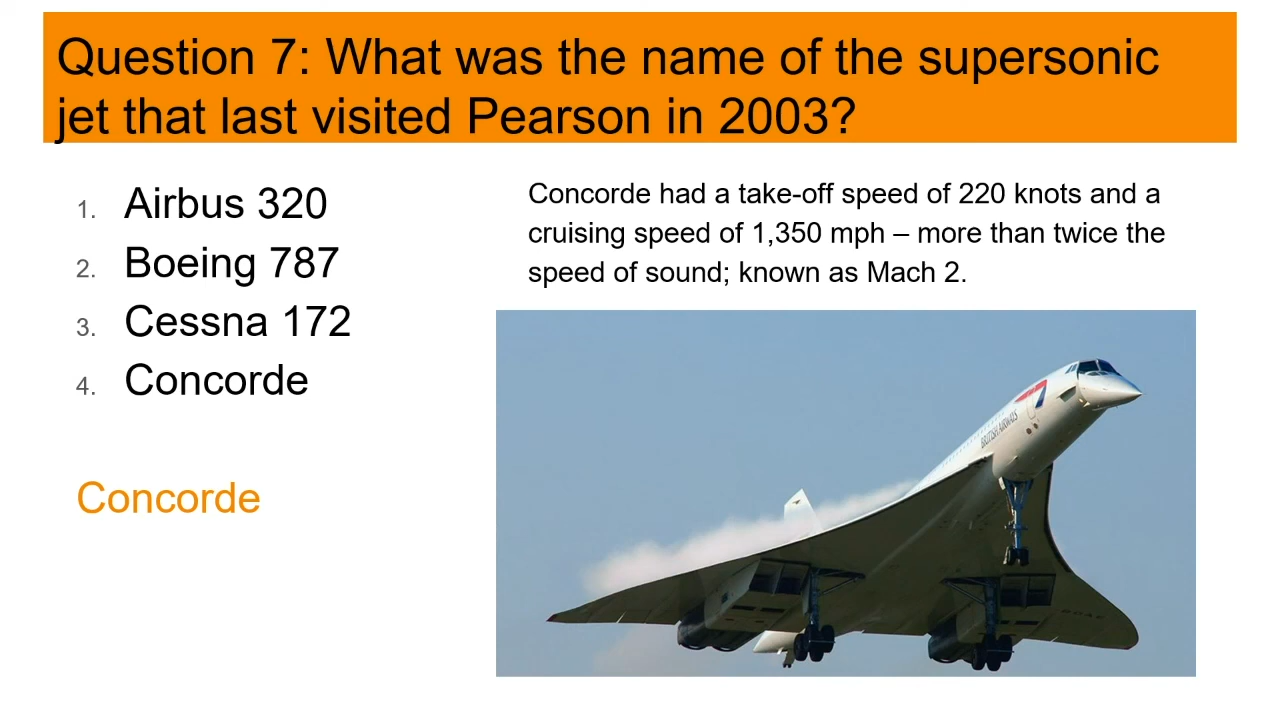 Question 7: What was the name of the supersonic
jet that last visited Pearson in 2003?
1. Airbus 320
2. Boeing 787
3. Cessna 172
4. Concorde
Concorde
Concorde had a take-off speed of 220 knots and a
cruising speed of 1,350 mph – more than twice the
speed of sound; known as Mach 2.
BRITISH AIRWAYS